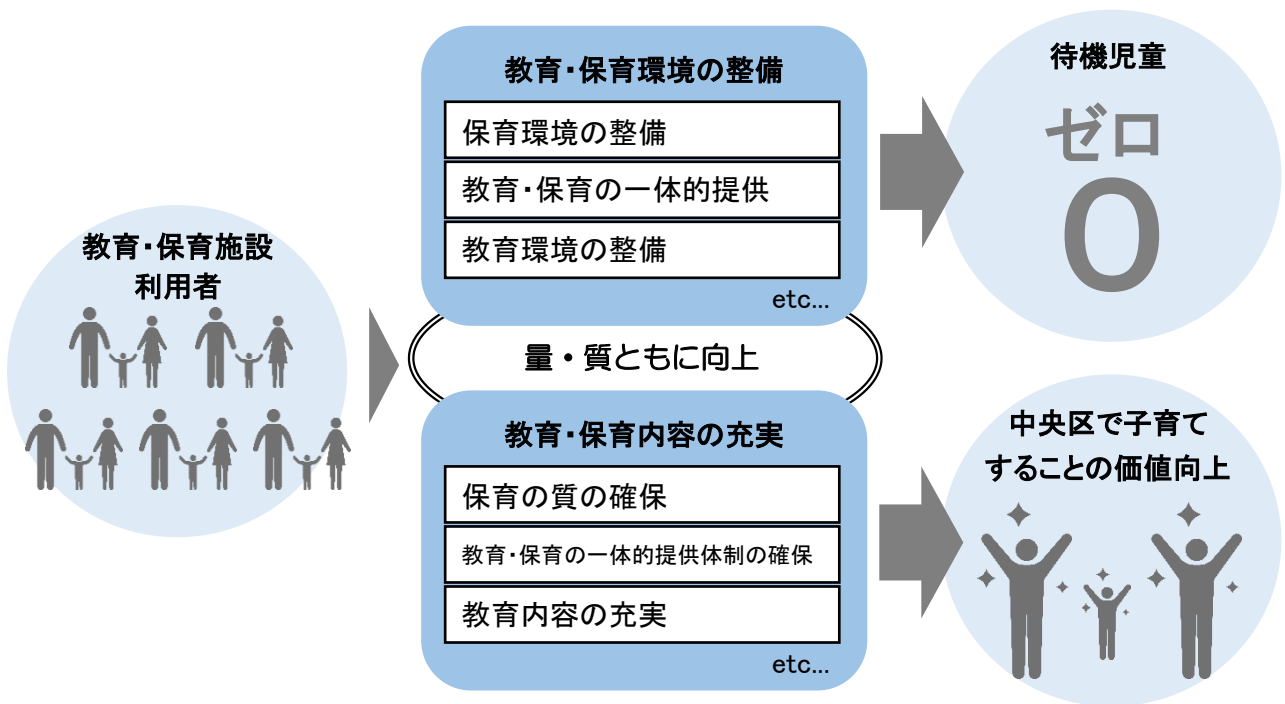 教育・保育施設
利用者
教育・保育環境の整備
保育環境の整備
教育・保育の一体的提供
教育環境の整備
etc...
量・質ともに向上
教育・保育内容の充実
保育の質の確保
教育・保育の一体的提供体制の確保
教育内容の充実
etc...
待機児童
ゼロ
0
中央区で子育て
することの価値向上